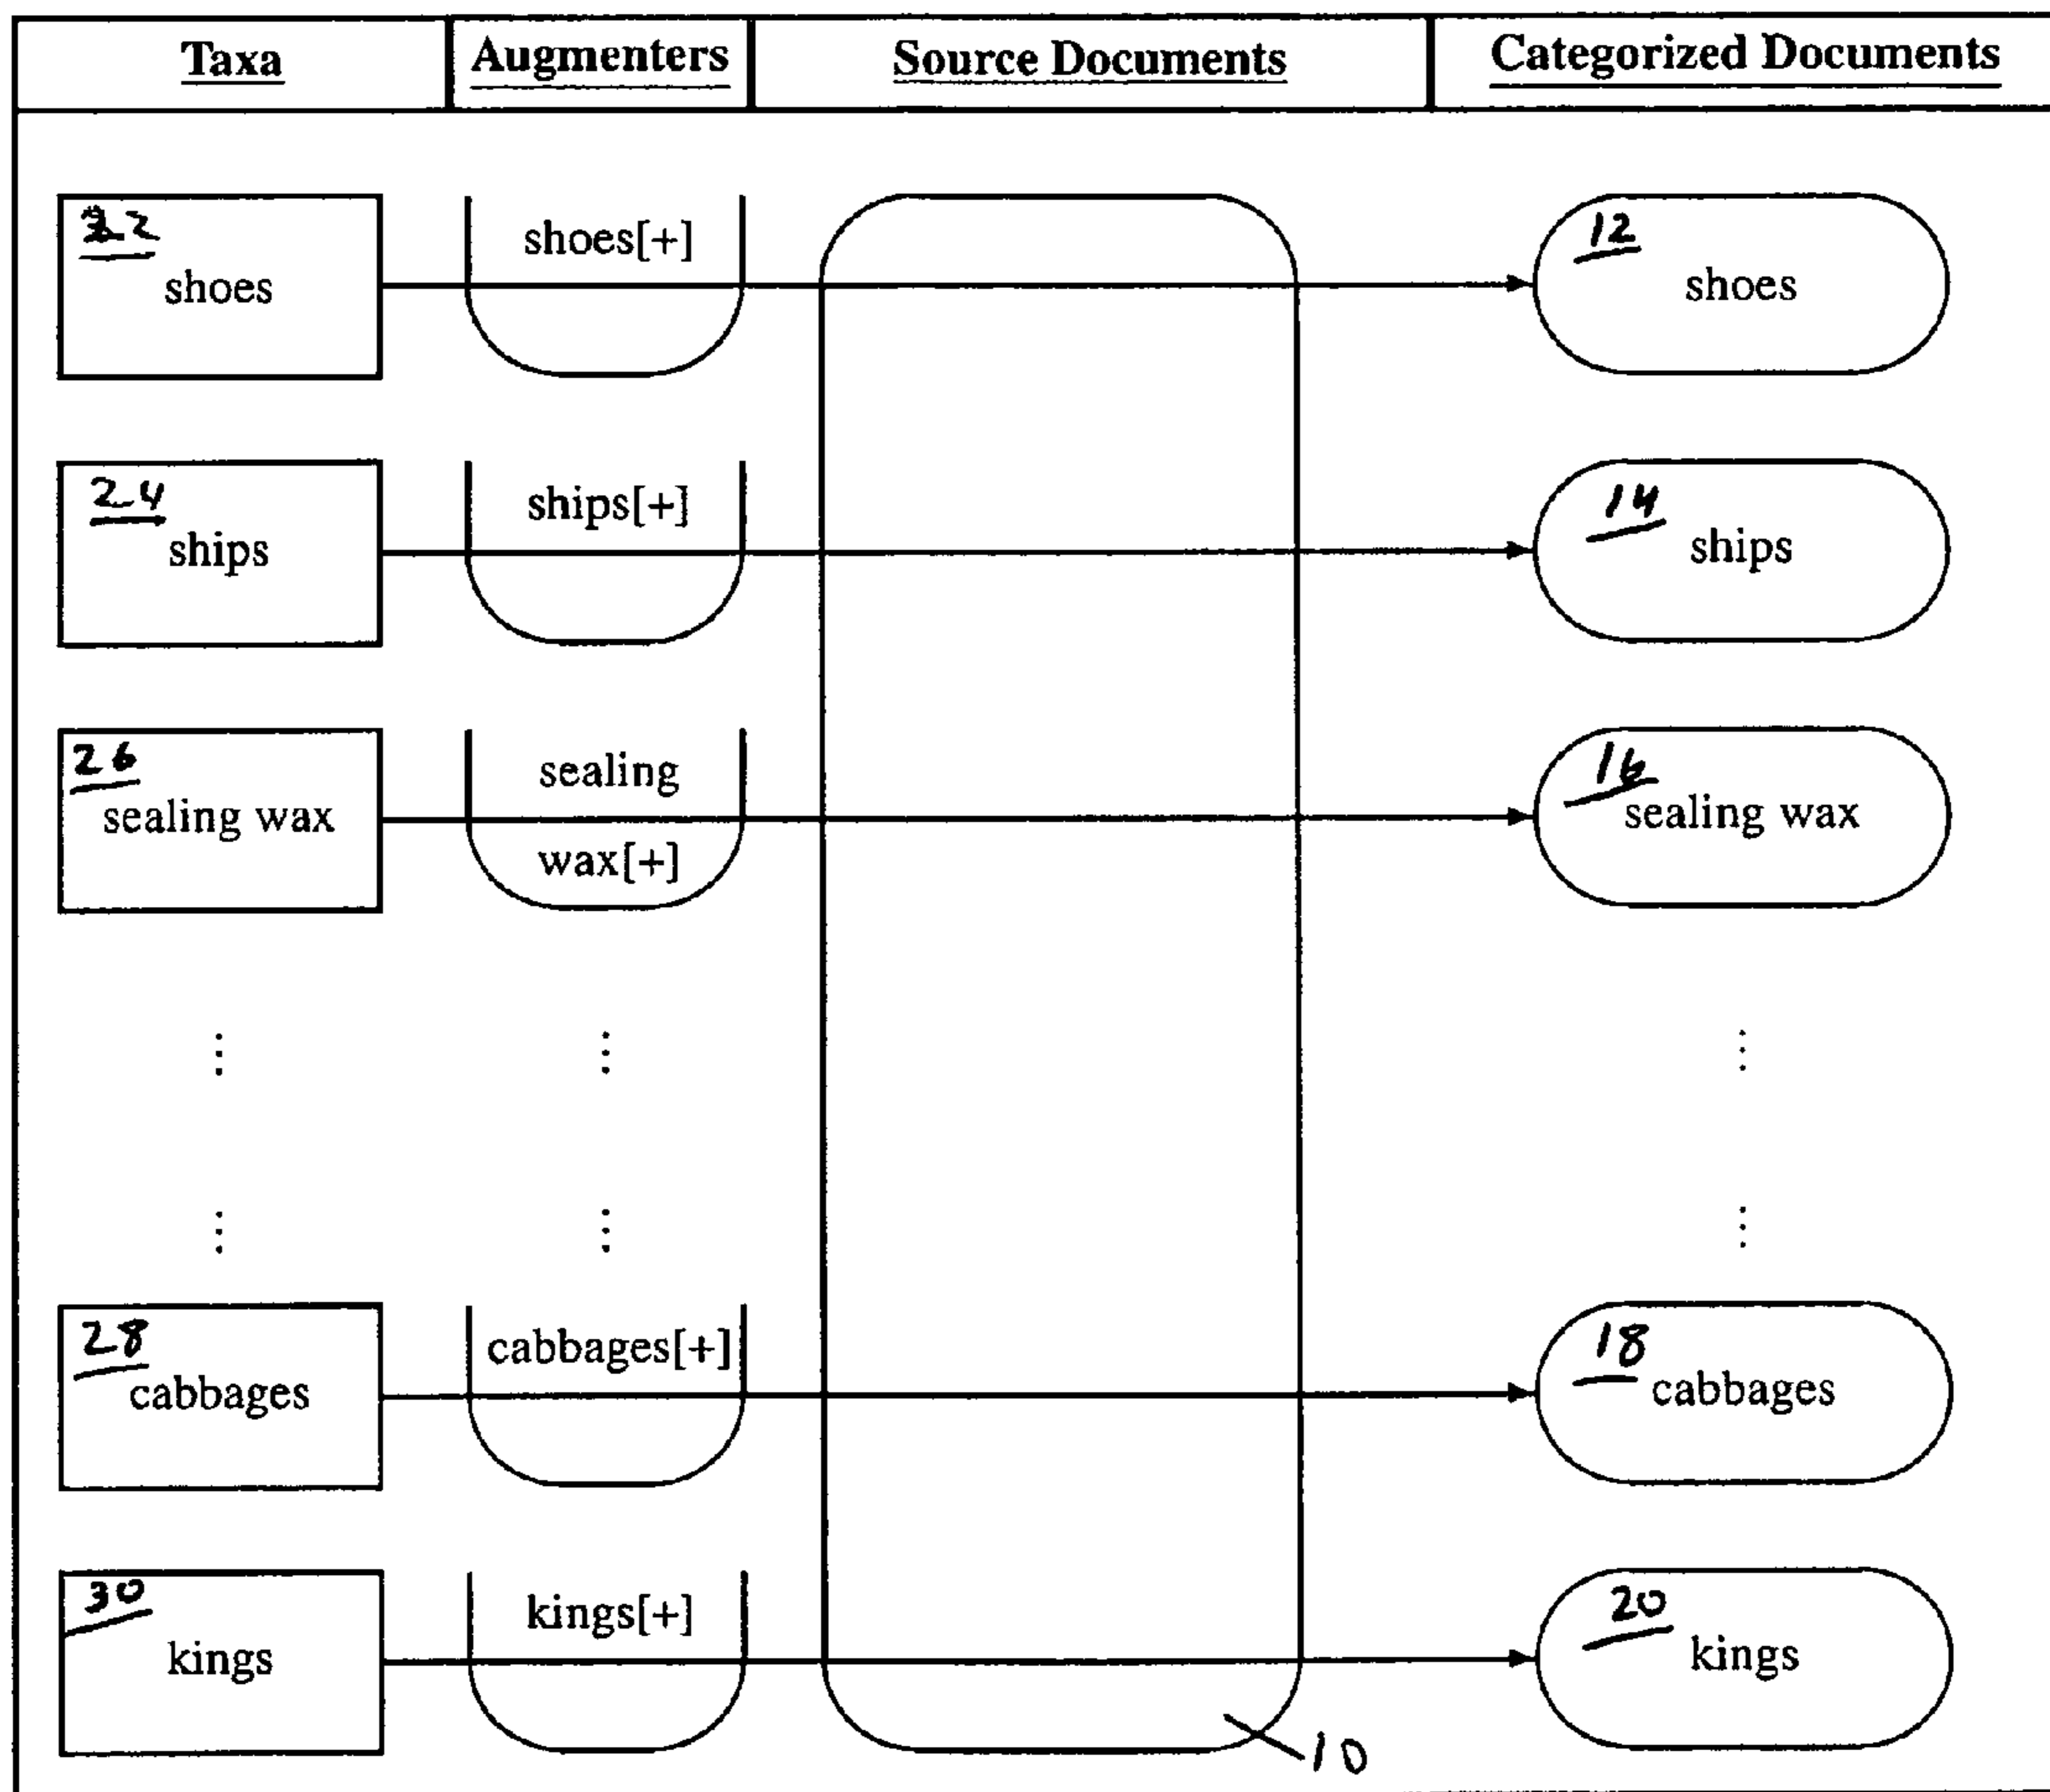 Taxa Augmenters Source Documents Categorized Documents
22 shoes[+] 12
shoes shoes
24 ships[+] 14
ships ships
26 sealing 16
sealing wax sealing wax
wax[+]
28 cabbages[+] 18
cabbages cabbages
30 kings[+] 20
kings kings
10